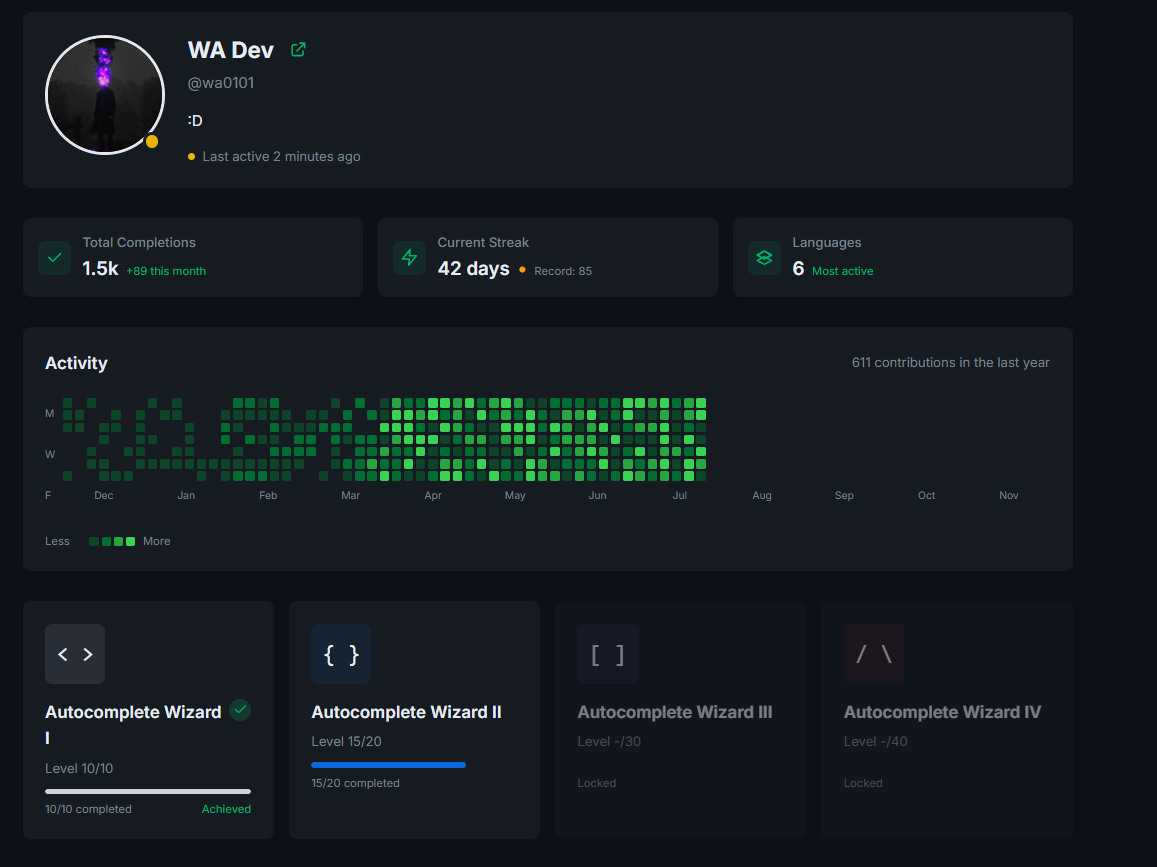 WA Dev
@wa0101
:D
Last active 2 minutes ago
Total Completions
1.5k +89 this month
Current Streak
42 days Record: 85
Languages
6 Most active
Activity
611 contributions in the last year
M
W
F Dec Jan Feb Mar Apr May Jun Jul Aug Sep Oct Nov
Less More
< >
Autocomplete Wizard
I
Level 10/10
10/10 completed Achieved
{ }
Autocomplete Wizard II
Level 15/20
15/20 completed
[ ]
Autocomplete Wizard III
Level -/30
Locked
/ \
Autocomplete Wizard IV
Level -/40
Locked